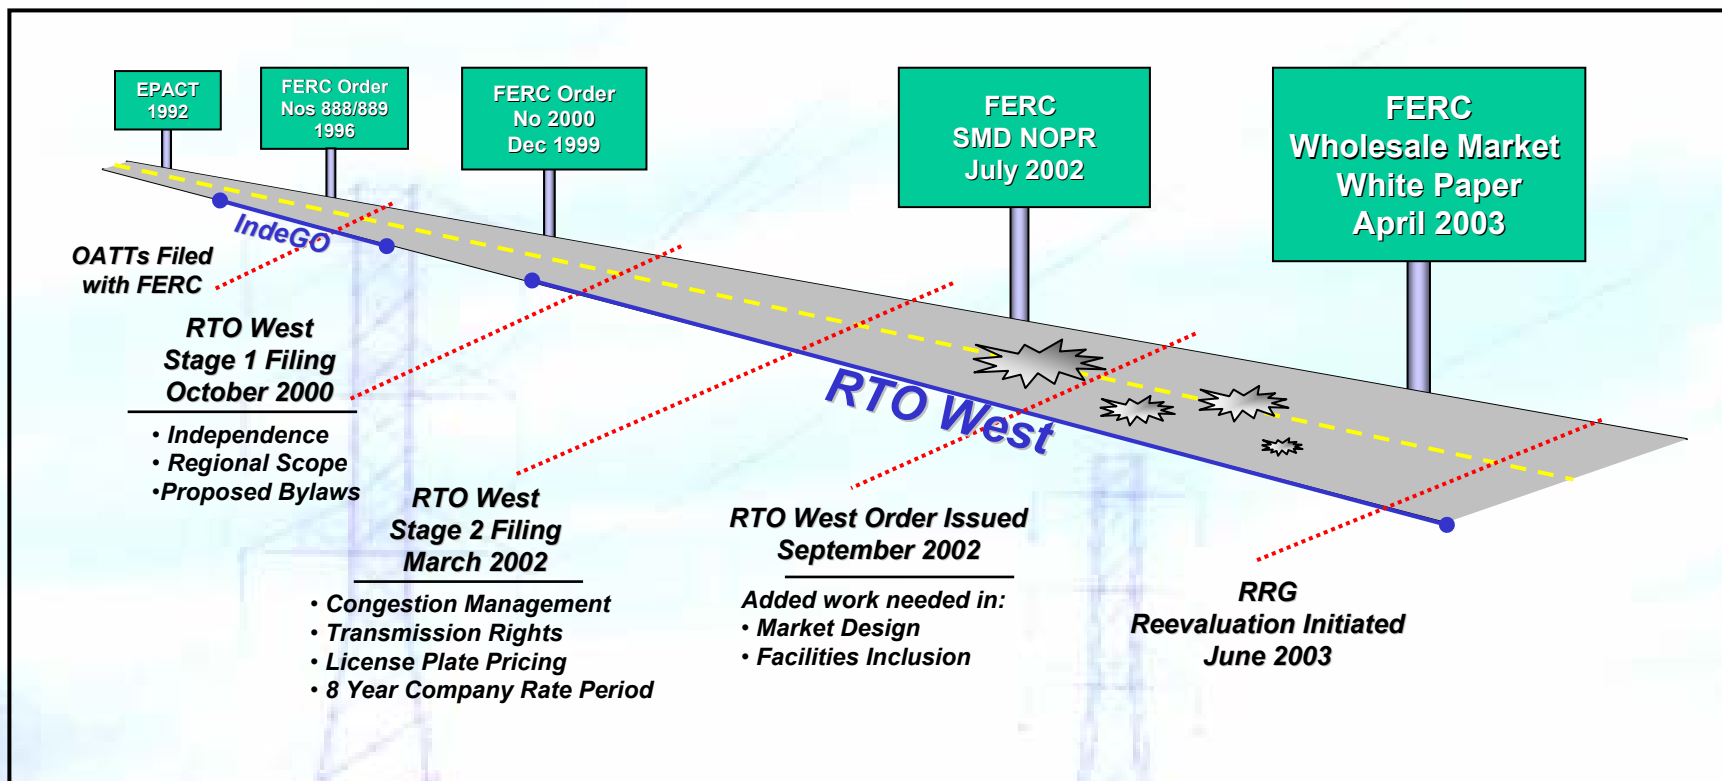 EPACT
1992
FERC Order
Nos 888/889
1996
FERC Order
No 2000
Dec 1999
FERC
SMD NOPR
July 2002
FERC
Wholesale Market
White Paper
April 2003
IndeGO
OATTs Filed
with FERC
RTO West
Stage 1 Filing
October 2000
• Independence
• Regional Scope
•Proposed Bylaws
RTO West
RTO West
Stage 2 Filing
March 2002
• Congestion Management
• Transmission Rights
• License Plate Pricing
• 8 Year Company Rate Period
RTO West Order Issued
September 2002
Added work needed in:
• Market Design
• Facilities Inclusion
RRG
Reevaluation Initiated
June 2003